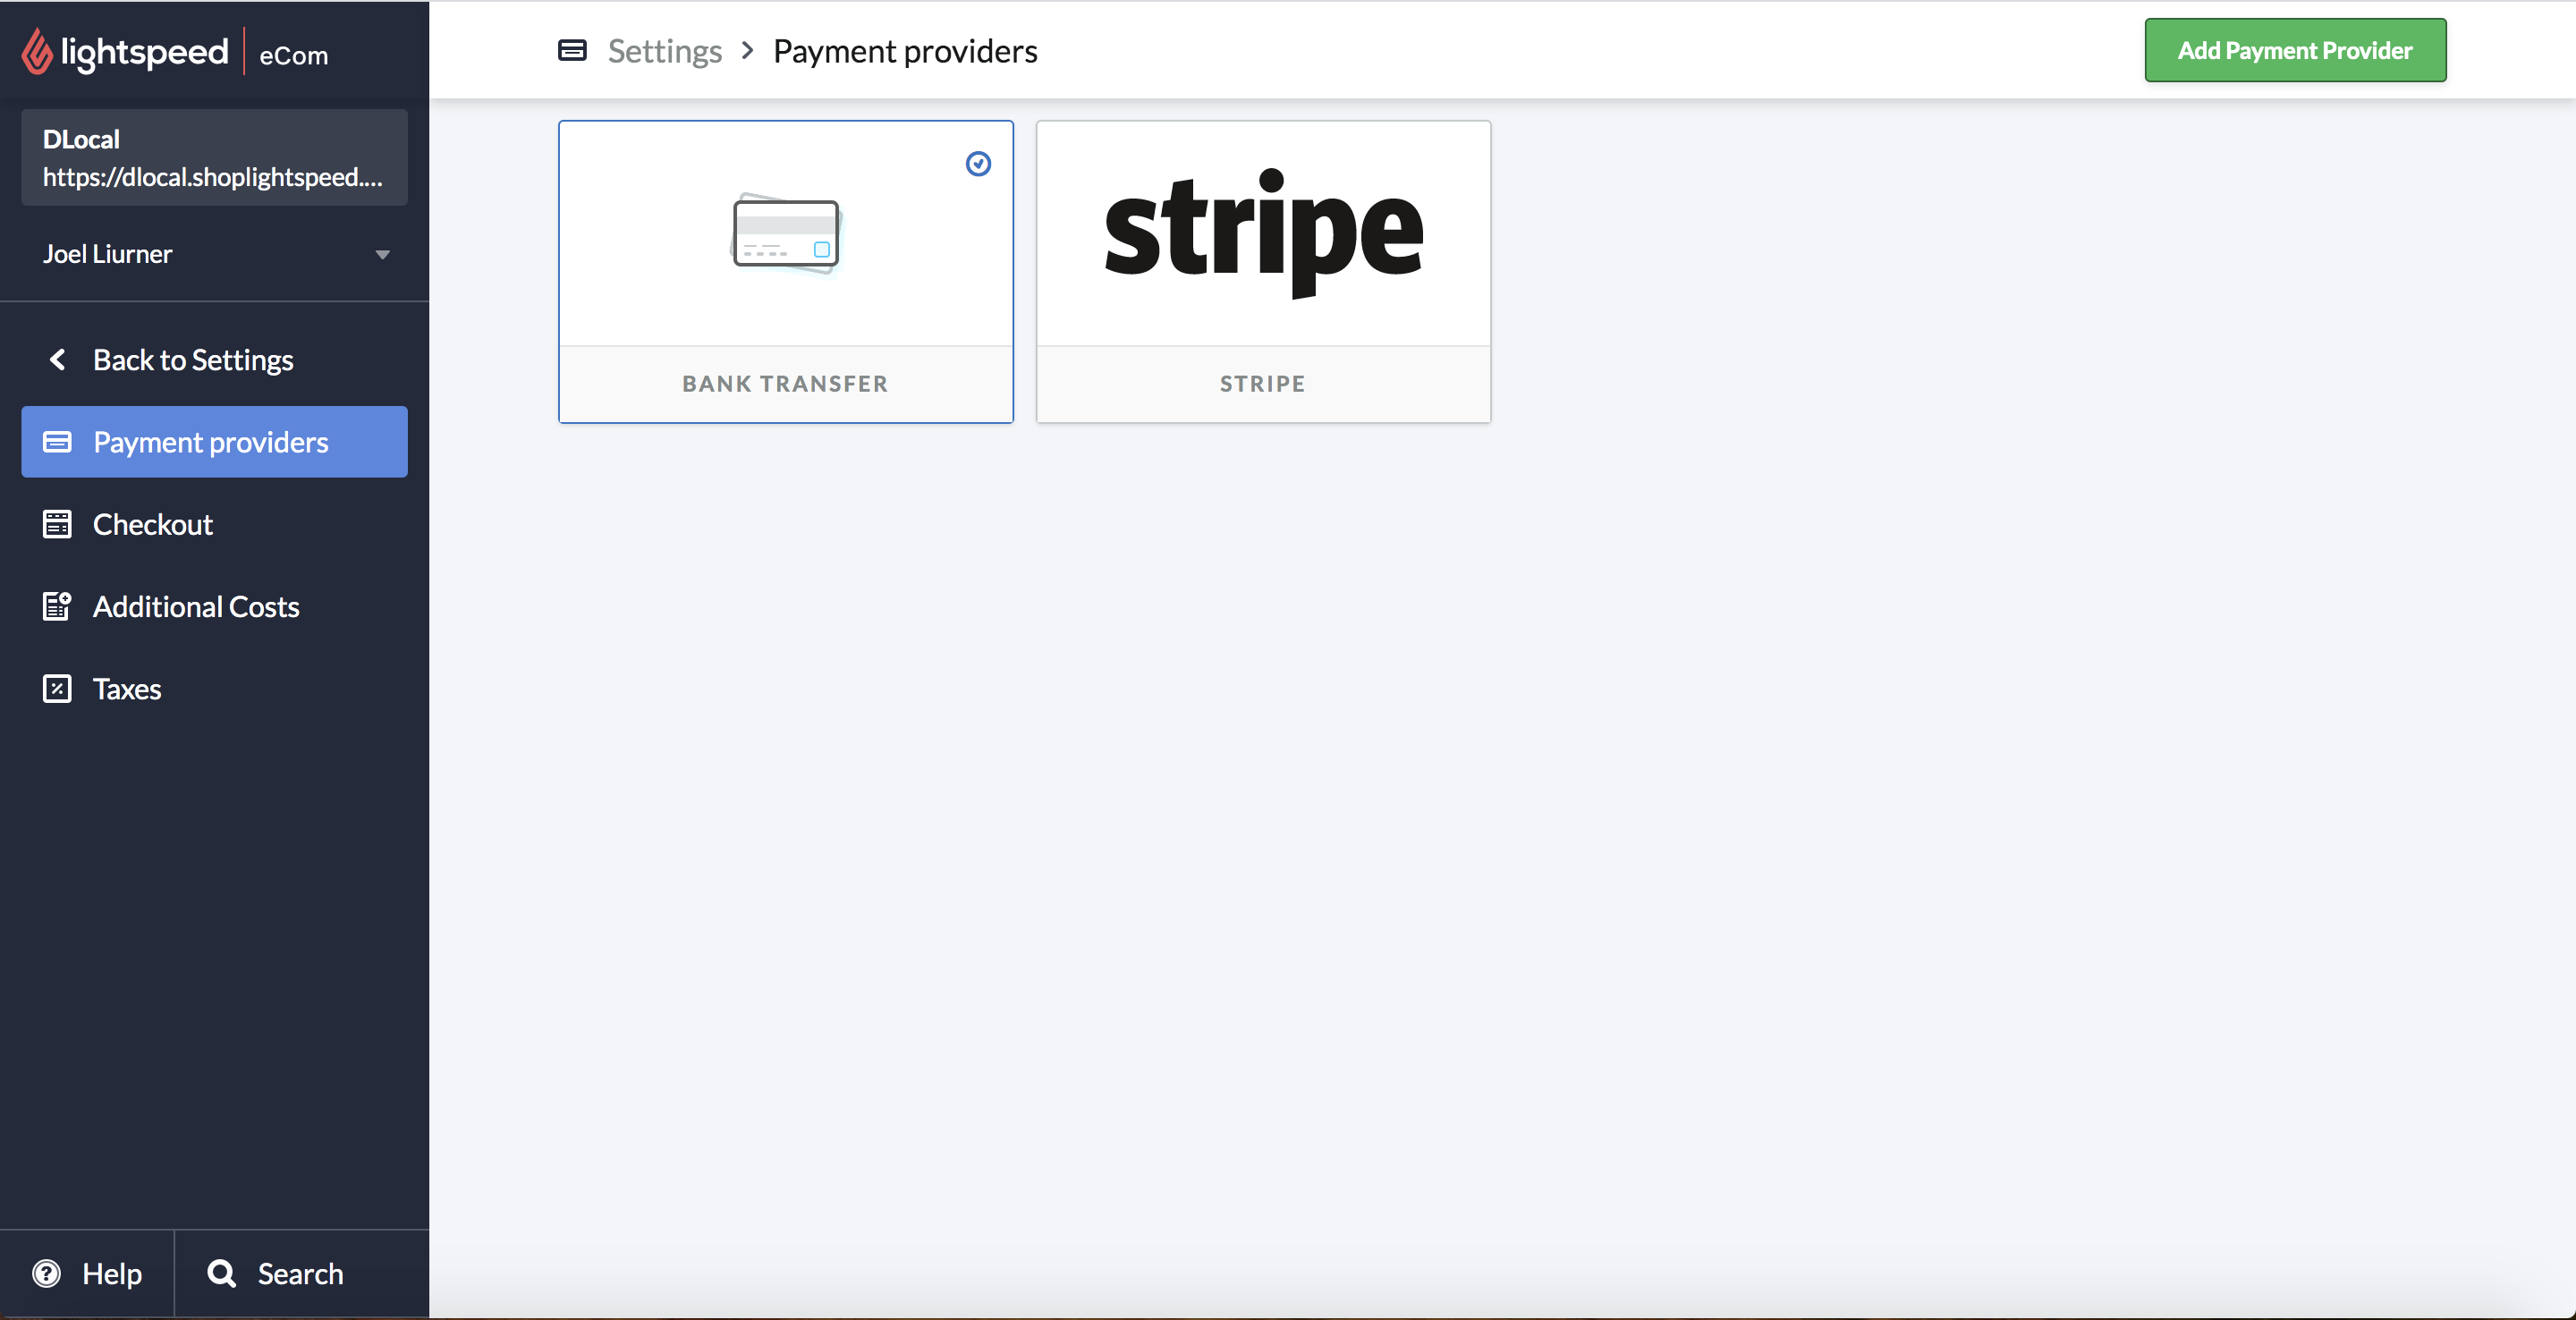 lightspeed eCom
DLocal
https://dlocal.shoplightspeed....
Joel Liurner
Back to Settings
Payment providers
Checkout
Additional Costs
Taxes
Help
Search
Settings > Payment providers
Add Payment Provider
BANK TRANSFER
stripe
STRIPE